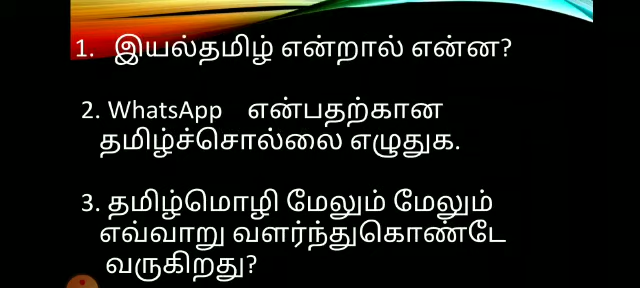 1. இயல்தமிழ் என்றால் என்ன?
2. WhatsApp என்பதற்கான
தமிழ்ச்சொல்லை எழுதுக.
3. தமிழ்மொழி மேலும் மேலும்
எவ்வாறு வளர்ந்துகொண்டே
வருகிறது?